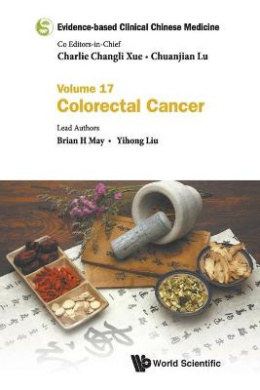 Evidence-based Clinical Chinese Medicine
Co Editors-in-Chief
Charlie Changli Xue • Chuanjian Lu
Volume 17
Colorectal Cancer
Lead Authors
Brian H May • Yihong Liu
World Scientific